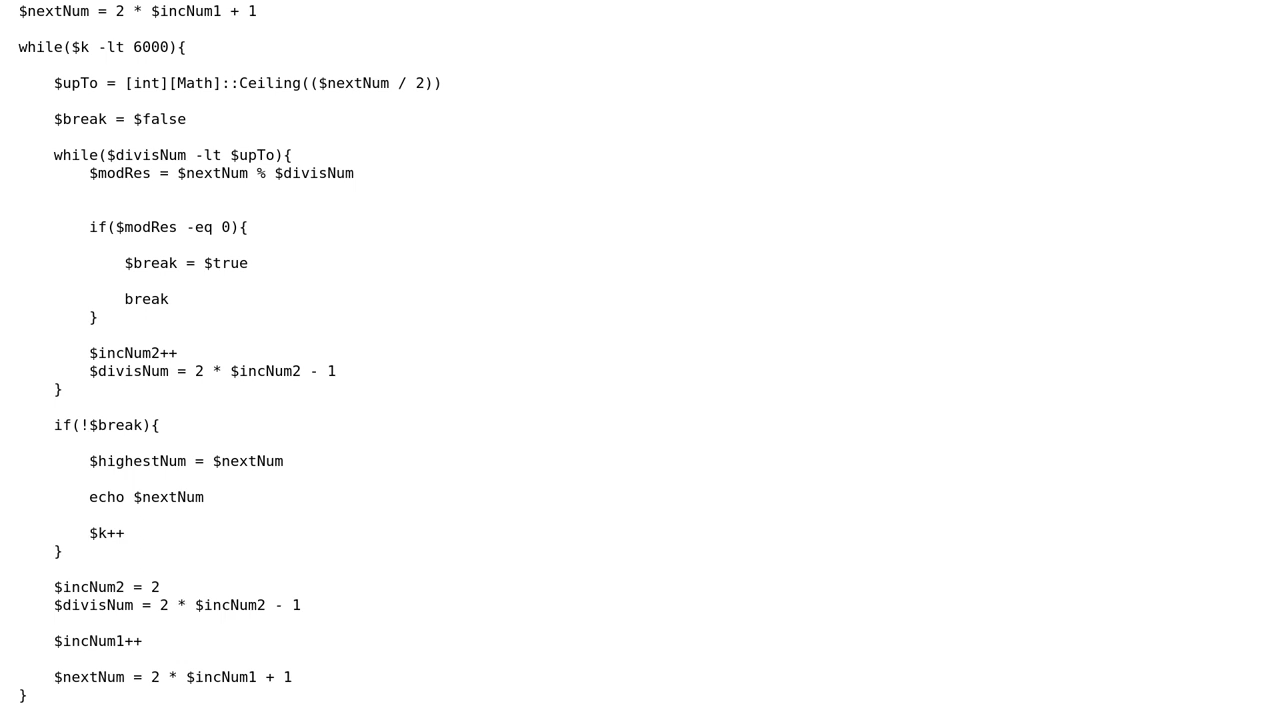 $nextNum = 2 * $incNum1 + 1
while($k -lt 6000){
    $upTo = [int][Math]::Ceiling(($nextNum / 2))
    $break = $false
    while($divisNum -lt $upTo){
        $modRes = $nextNum % $divisNum
        if($modRes -eq 0){
            $break = $true
            break
        }
        $incNum2++
        $divisNum = 2 * $incNum2 - 1
    }
    if(!$break){
        $highestNum = $nextNum
        echo $nextNum
        $k++
    }
    $incNum2 = 2
    $divisNum = 2 * $incNum2 - 1
    $incNum1++
    $nextNum = 2 * $incNum1 + 1
}